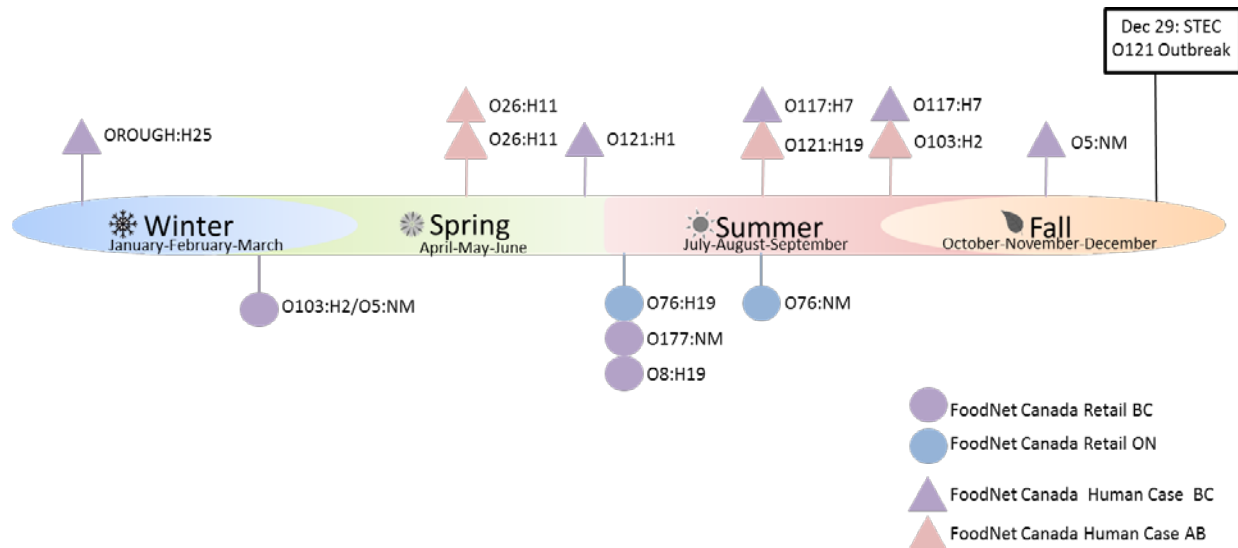 Dec 29: STEC
O121 Outbreak
OROUGH:H25
O26:H11
O26:H11
O121:H1
O117:H7
O121:H19
O117:H7
O103:H2
O5:NM
Winter
January-February-March
Spring
April-May-June
Summer
July-August-September
Fall
October-November-December
O103:H2/O5:NM
O76:H19
O177:NM
O8:H19
O76:NM
FoodNet Canada Retail BC
FoodNet Canada Retail ON
FoodNet Canada  Human Case  BC
FoodNet Canada Human Case AB